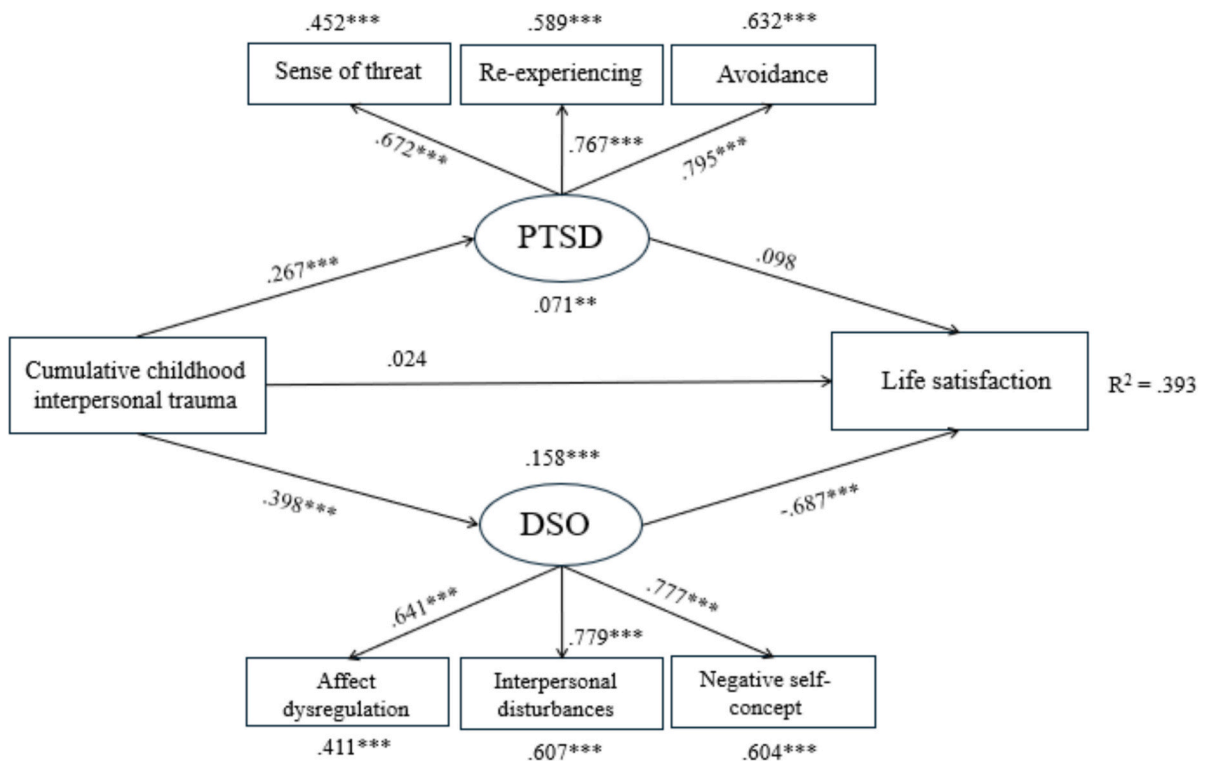 .452***
.589***
.632***
Sense of threat
Re-experiencing
Avoidance
.672***
.767***
.795***
PTSD
.267***
.098
.071**
Cumulative childhood
interpersonal trauma
.024
Life satisfaction
R² = .393
.158***
.398***
DSO
-.687***
.641***
.779***
.777***
Affect
dysregulation
Interpersonal
disturbances
Negative self-
concept
.411***
.607***
.604***